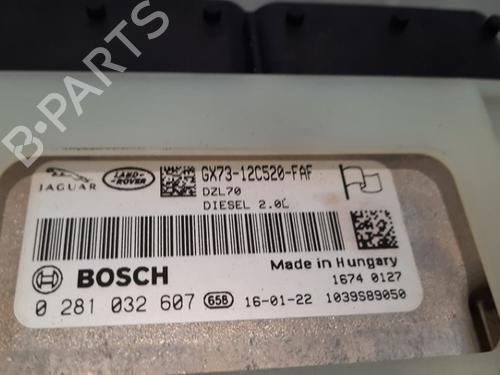 B-PARTS
JAGUAR
LAND-
ROVER
GX73-12C520-FAF
DZL70
DIESEL 2.0L
BOSCH
Made in Hungary
1674 0127
0 281 032 607 658 16-01-22 1039S89050